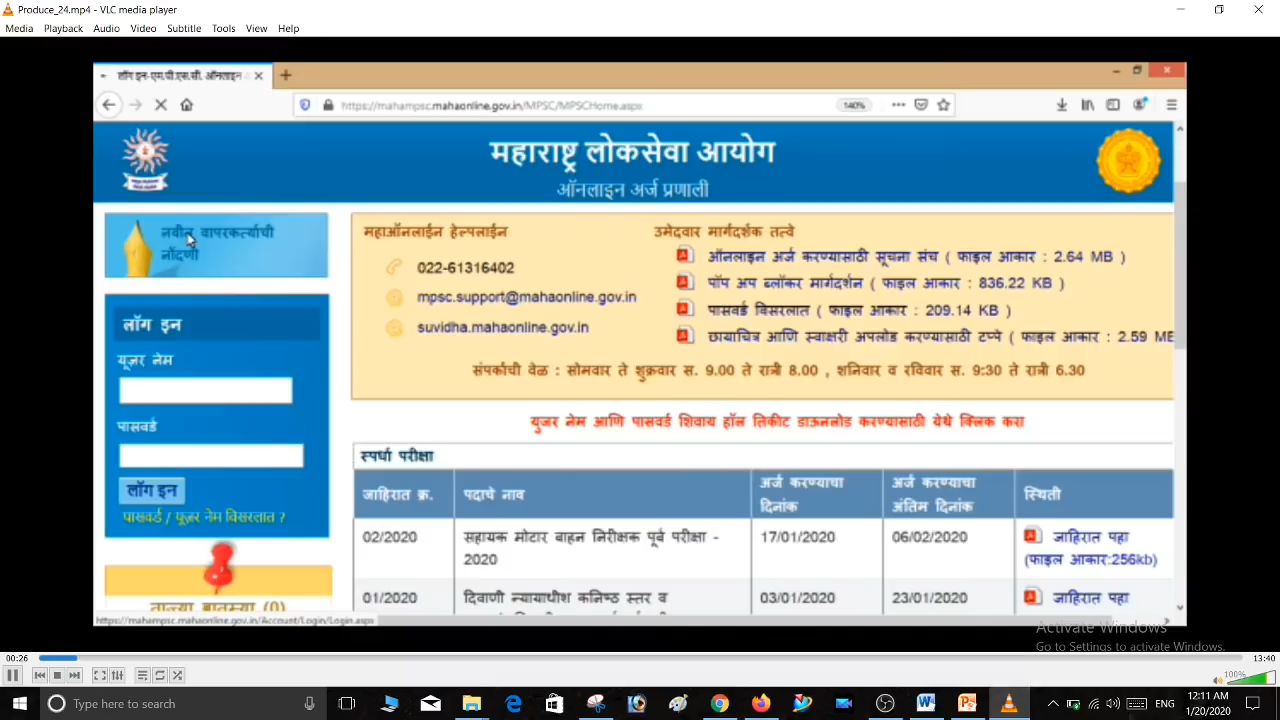 Produce_24.mp4 - VLC media player
Media Playback Audio Video Subtitle Tools View Help
लॉग इन-एम.पी.एस.सी. ऑनलाइन
https://mahampsc.mahaonline.gov.in/MPSC/MPSCHome.aspx
140%
महाराष्ट्र लोकसेवा आयोग
ऑनलाइन अर्ज प्रणाली
नवीन वापरकर्त्याची
नोंदणी
लॉग इन
यूजर नेम
पासवर्ड
लॉग इन
पासवर्ड / यूजर नेम विसरलात ?
ताज्या बातम्या (0)
महाऑनलाईन हेल्पलाईन
022-61316402
mpsc.support@mahaonline.gov.in
suvidha.mahaonline.gov.in
उमेदवार मार्गदर्शक तत्वे
ऑनलाइन अर्ज करण्यासाठी सूचना संच ( फाइल आकार : 2.64 MB )
पॉप अप ब्लॉकर मार्गदर्शन ( फाइल आकार : 836.22 KB )
पासवर्ड विसरलात ( फाइल आकार : 209.14 KB )
छायाचित्र आणि स्वाक्षरी अपलोड करण्यासाठी टप्पे ( फाइल आकार : 2.59 ME
संपर्काची वेळ : सोमवार ते शुक्रवार स. 9.00 ते रात्री 8.00 , शनिवार व रविवार स. 9:30 ते रात्री 6.30
युजर नेम आणि पासवर्ड शिवाय हॉल तिकीट डाऊनलोड करण्यासाठी येथे क्लिक करा
स्पर्धा परीक्षा
जाहिरात क्र. पदाचे नाव अर्ज करण्याचा दिनांक अर्ज करण्याचा अंतिम दिनांक स्थिती
02/2020 सहायक मोटार वाहन निरीक्षक पूर्व परीक्षा - 2020 17/01/2020 06/02/2020 जाहिरात पहा (फाइल आकार:256kb)
01/2020 दिवाणी न्यायाधीश कनिष्ठ स्तर व 03/01/2020 23/01/2020 जाहिरात पहा
https://mahampsc.mahaonline.gov.in/Account/Login/Login.aspx
Activate Windows
Go to Settings to activate Windows.
00:26 13:40
100%
Type here to search
ENG
12:11 AM
1/20/2020